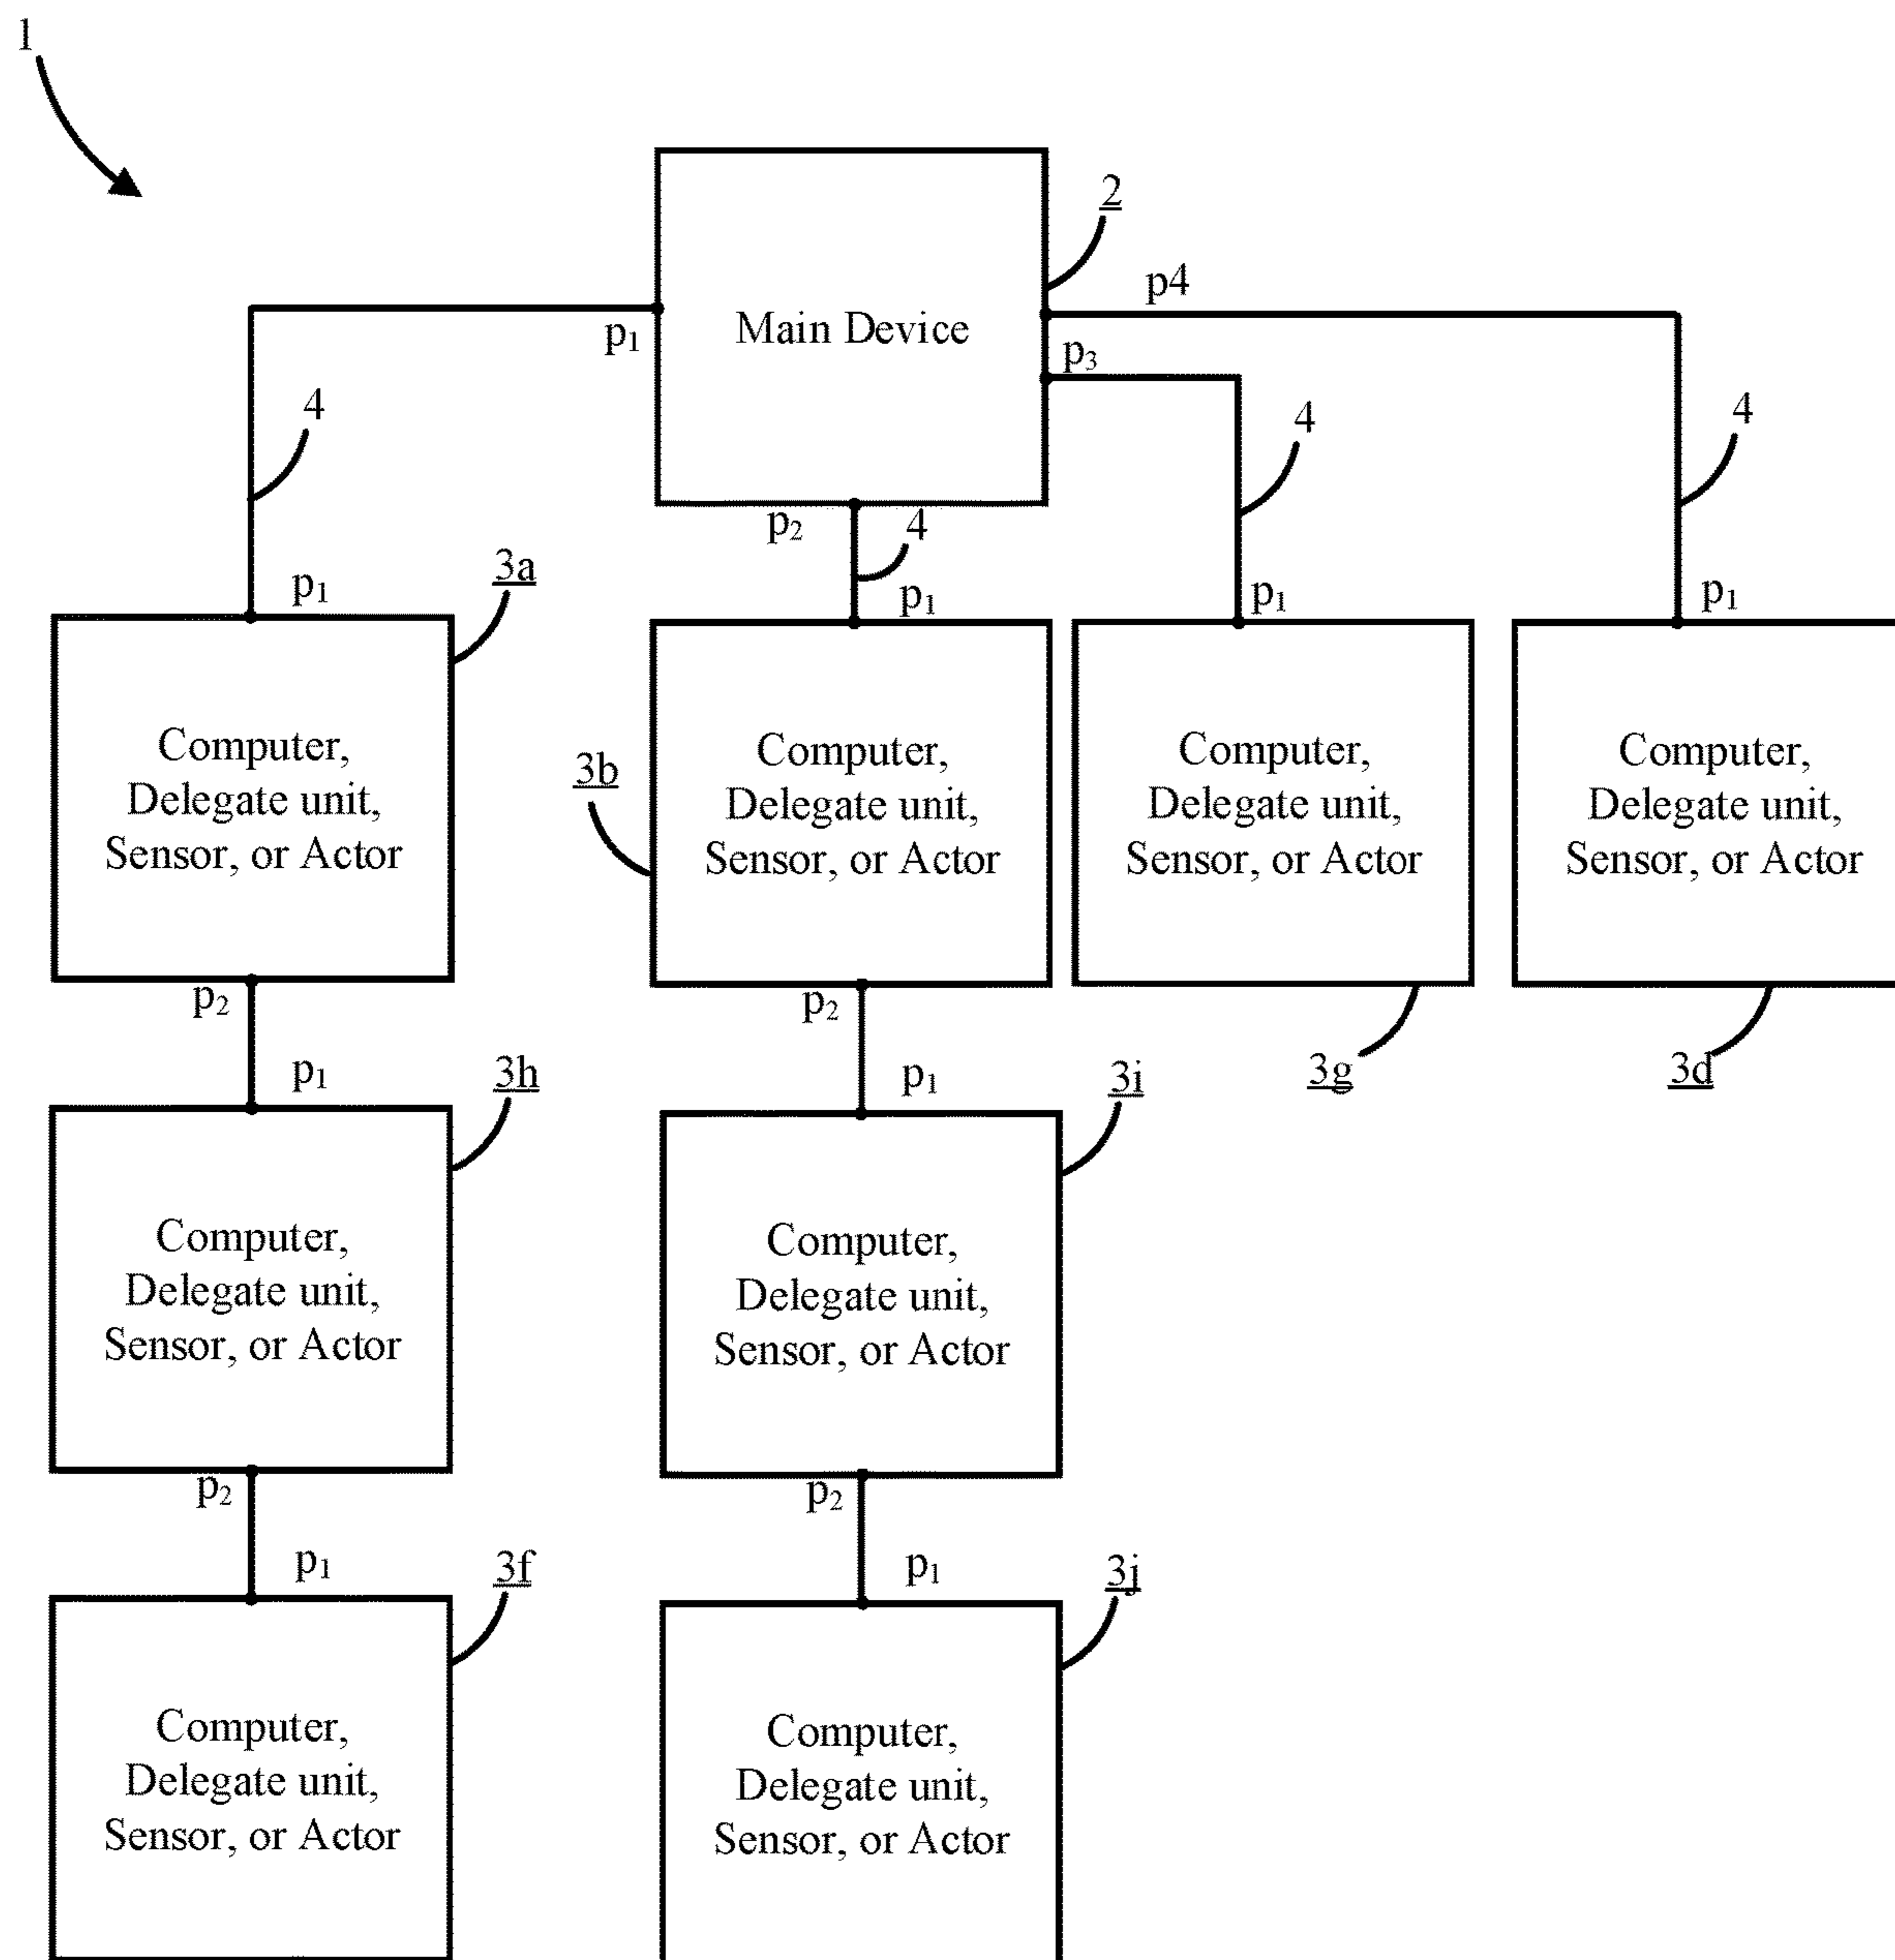 1
2
Main Device
p4
p₁
p₃
4
4
4
p₂
4
p₁
3a
p₁
p₁
p₁
Computer,
Delegate unit,
Sensor, or Actor
3b
Computer,
Delegate unit,
Sensor, or Actor
Computer,
Delegate unit,
Sensor, or Actor
Computer,
Delegate unit,
Sensor, or Actor
p₂
p₂
p₁
3h
p₁
3i
3g
3d
Computer,
Delegate unit,
Sensor, or Actor
Computer,
Delegate unit,
Sensor, or Actor
p₂
p₂
p₁
3f
p₁
3j
Computer,
Delegate unit,
Sensor, or Actor
Computer,
Delegate unit,
Sensor, or Actor